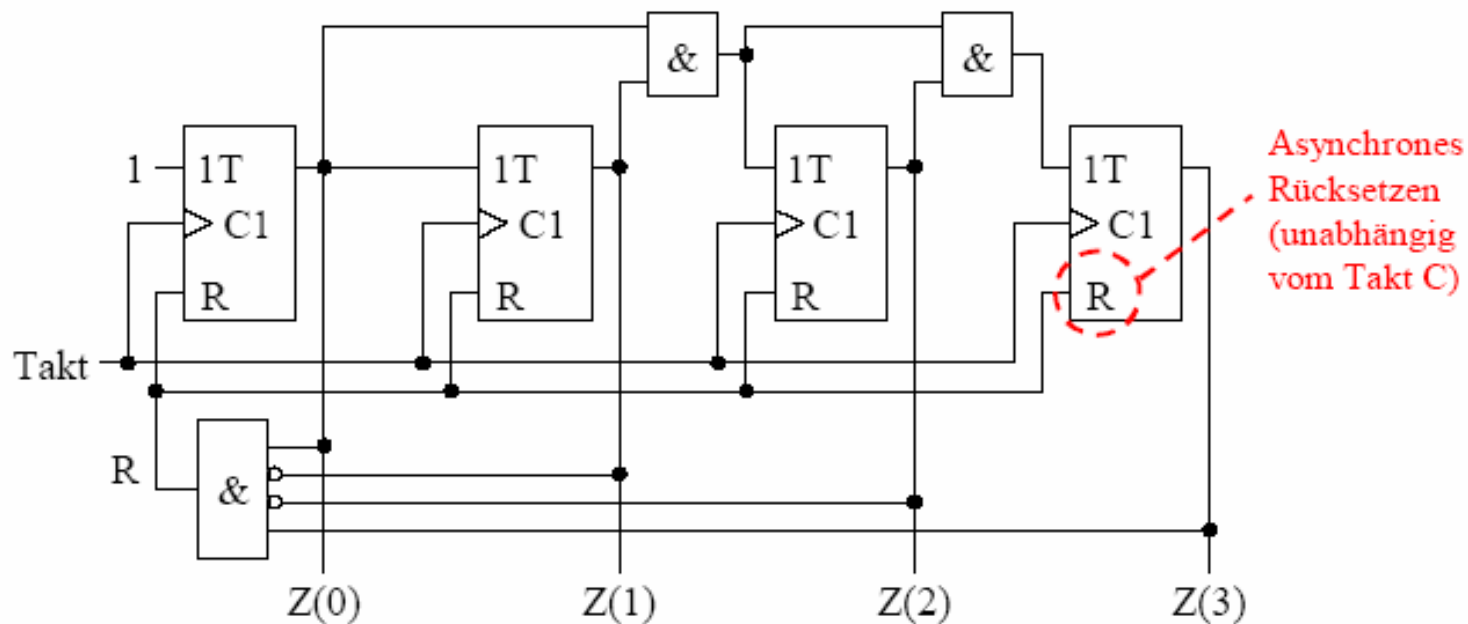 &
&
1
1T
C1
R
1T
C1
R
1T
C1
R
1T
C1
R
Asynchrones
Rücksetzen
(unabhängig
vom Takt C)
Takt
R
&
Z(0)
Z(1)
Z(2)
Z(3)